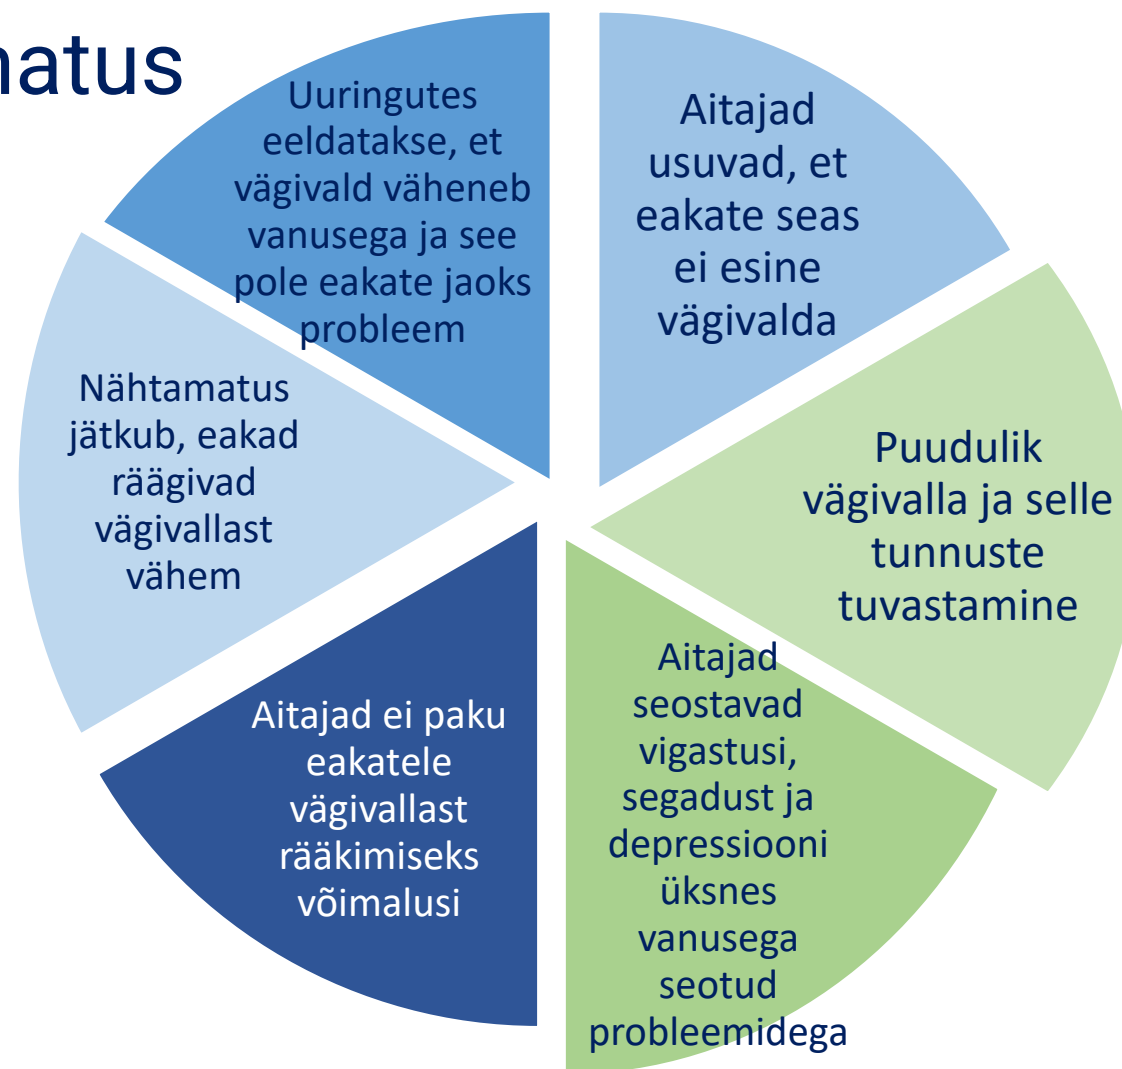 matus
Uuringutes
eeldatakse, et
vägivald väheneb
vanusega ja see
pole eakate jaoks
probleem
Aitajad
usuvad, et
eakate seas
ei esine
vägivalda
Puudulik
vägivalla ja selle
tunnuste
tuvastamine
Aitajad
seostavad
vigastusi,
segadust ja
depressiooni
üksnes
vanusega
seotud
probleemidega
Aitajad ei paku
eakatele
vägivallast
rääkimiseks
võimalusi
Nähtamatus
jätkub, eakad
räägivad
vägivallast
vähem